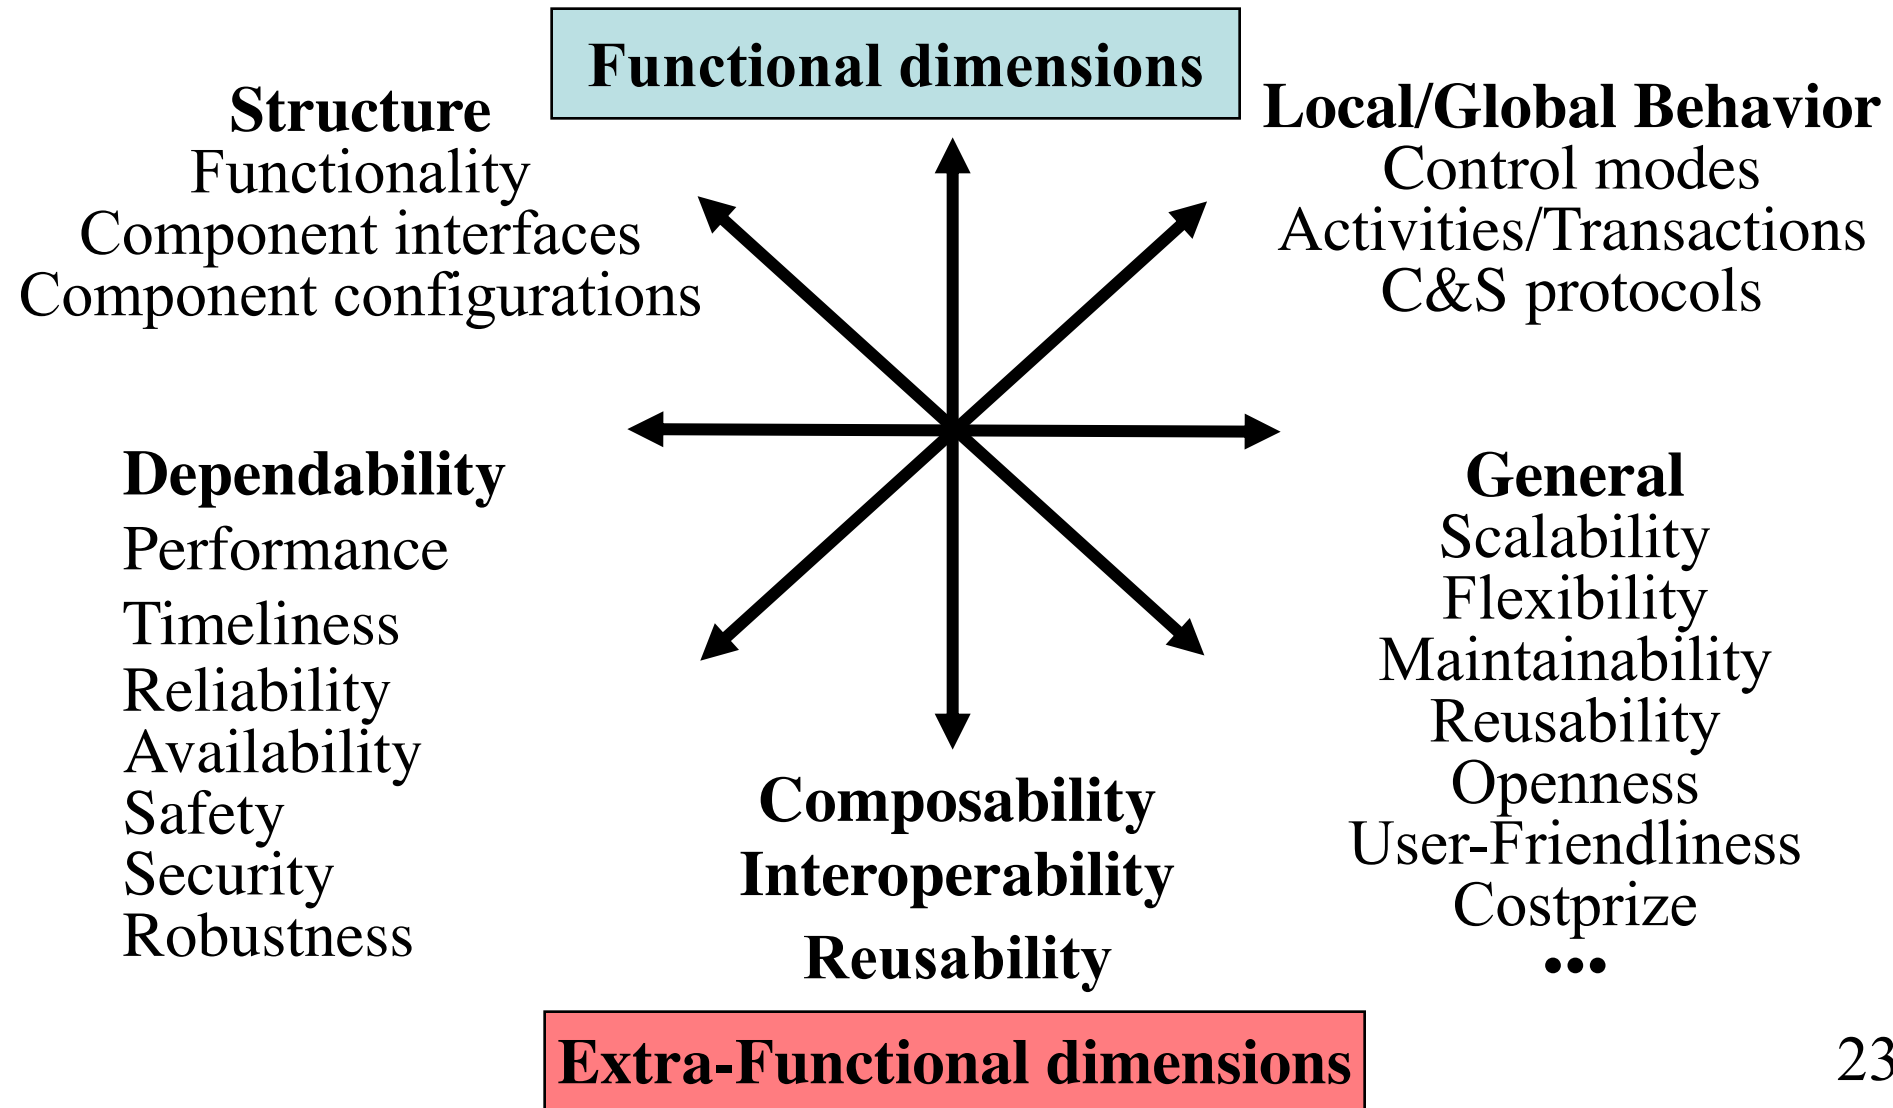 Functional dimensions
Structure
Functionality
Component interfaces
Component configurations
Local/Global Behavior
Control modes
Activities/Transactions
C&S protocols
Dependability
Performance
Timeliness
Reliability
Availability
Safety
Security
Robustness
Composability
Interoperability
Reusability
General
Scalability
Flexibility
Maintainability
Reusability
Openness
User-Friendliness
Costprize
•••
Extra-Functional dimensions
23